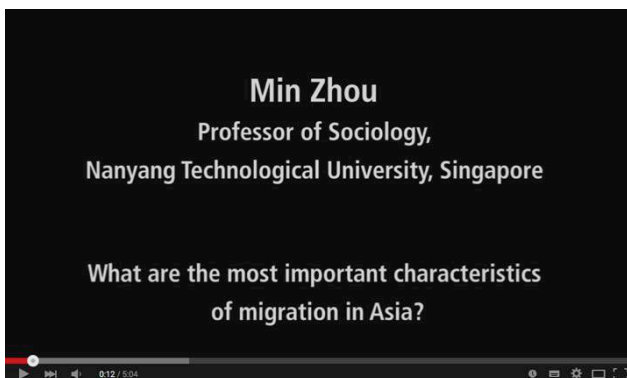 Min Zhou
Professor of Sociology,
Nanyang Technological University, Singapore
What are the most important characteristics
of migration in Asia?
0:12 / 5:04